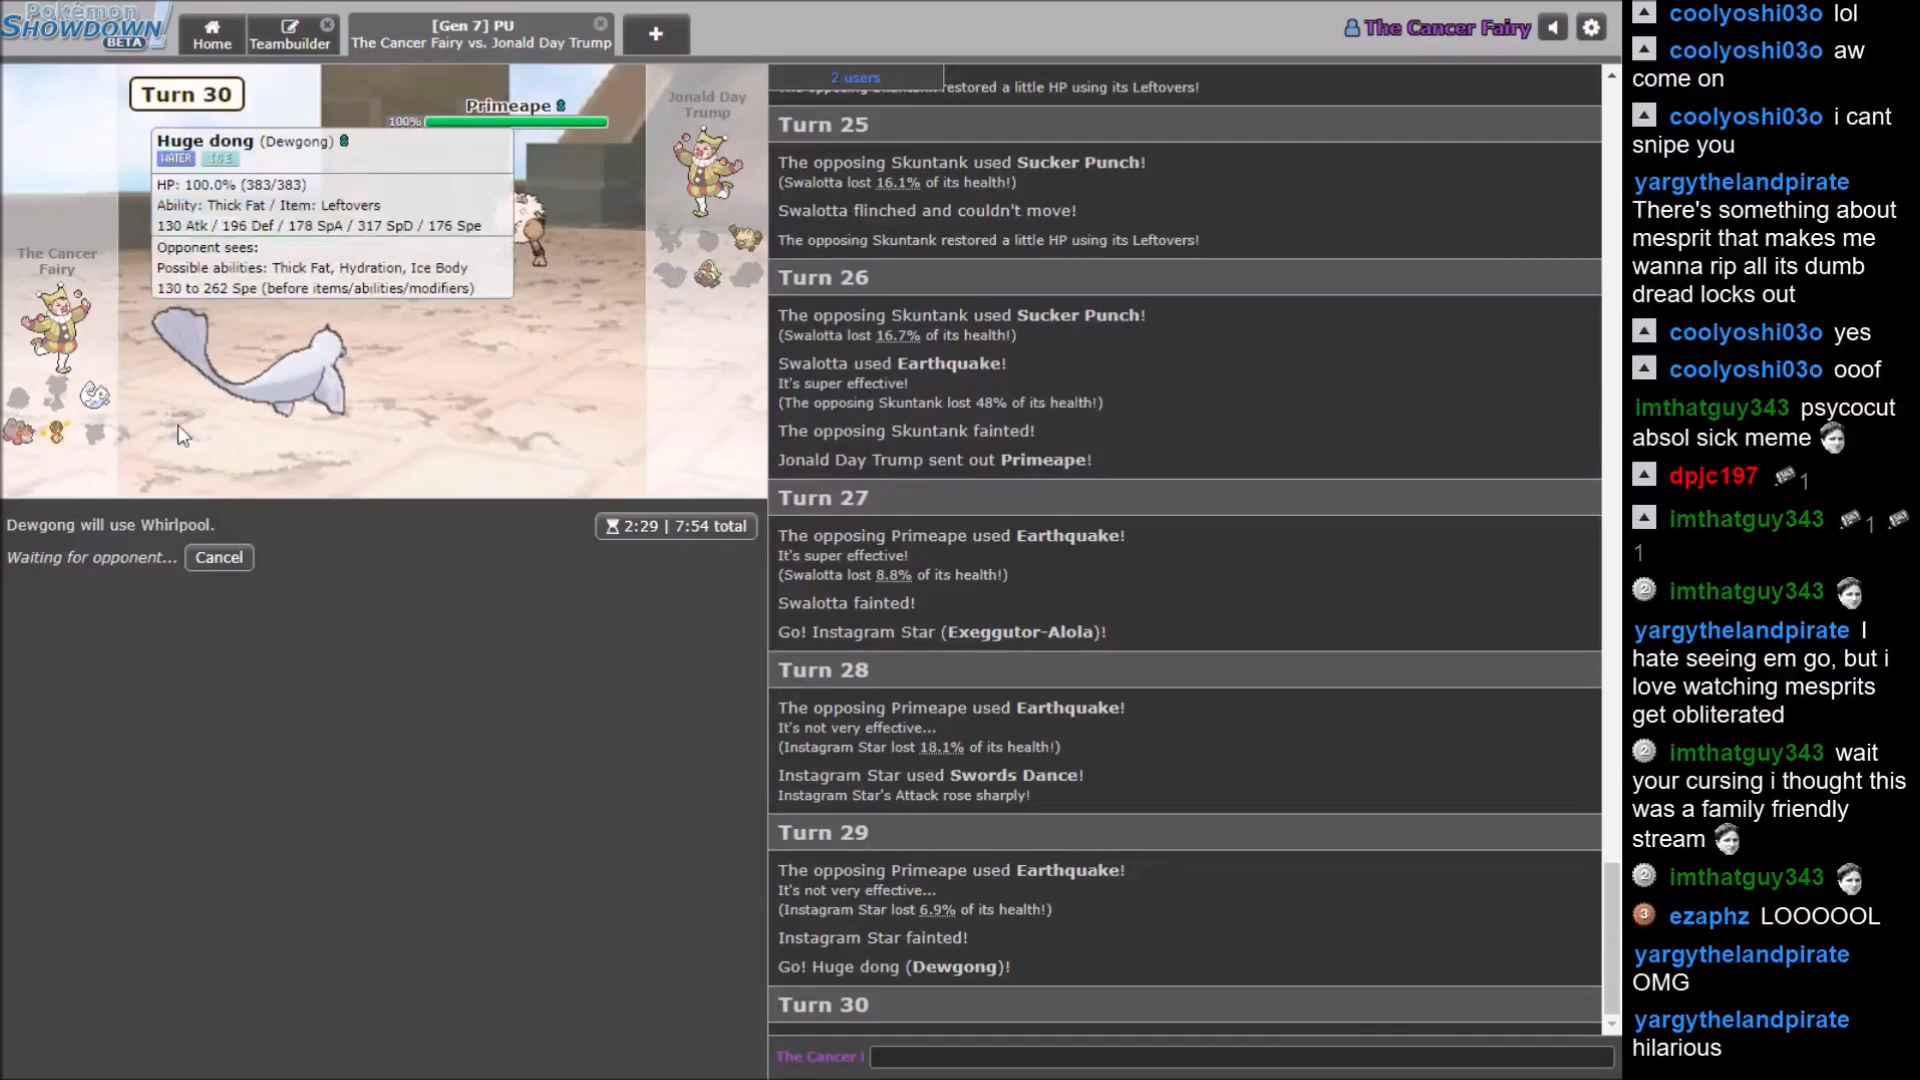 Pokémon
SHOWDOWN!
BETA
Home
Teambuilder
[Gen 7] PU
The Cancer Fairy vs. Jonald Day Trump
+
The Cancer Fairy
Turn 30
Primeape
100%
Huge dong (Dewgong)
WATER ICE
HP: 100.0% (383/383)
Ability: Thick Fat / Item: Leftovers
130 Atk / 196 Def / 178 SpA / 317 SpD / 176 Spe
Opponent sees:
Possible abilities: Thick Fat, Hydration, Ice Body
130 to 262 Spe (before items/abilities/modifiers)
The Cancer
Fairy
Jonald Day
Trump
Dewgong will use Whirlpool.
2:29 | 7:54 total
Waiting for opponent... Cancel
2 users
The opposing Skuntank restored a little HP using its Leftovers!
Turn 25
The opposing Skuntank used Sucker Punch!
(Swalotta lost 16.1% of its health!)
Swalotta flinched and couldn't move!
The opposing Skuntank restored a little HP using its Leftovers!
Turn 26
The opposing Skuntank used Sucker Punch!
(Swalotta lost 16.7% of its health!)
Swalotta used Earthquake!
It's super effective!
(The opposing Skuntank lost 48% of its health!)
The opposing Skuntank fainted!
Jonald Day Trump sent out Primeape!
Turn 27
The opposing Primeape used Earthquake!
It's super effective!
(Swalotta lost 8.8% of its health!)
Swalotta fainted!
Go! Instagram Star (Exeggutor-Alola)!
Turn 28
The opposing Primeape used Earthquake!
It's not very effective...
(Instagram Star lost 18.1% of its health!)
Instagram Star used Swords Dance!
Instagram Star's Attack rose sharply!
Turn 29
The opposing Primeape used Earthquake!
It's not very effective...
(Instagram Star lost 6.9% of its health!)
Instagram Star fainted!
Go! Huge dong (Dewgong)!
Turn 30
The Cancer
coolyoshi03o lol
coolyoshi03o aw
come on
coolyoshi03o i cant
snipe you
yargythelandpirate
There's something about
mesprit that makes me
wanna rip all its dumb
dread locks out
coolyoshi03o yes
coolyoshi03o ooof
imthatguy343 psycocut
absol sick meme
dpjc197 1
imthatguy343 1
1
2 imthatguy343
yargythelandpirate I
hate seeing em go, but i
love watching mesprits
get obliterated
2 imthatguy343 wait
your cursing i thought this
was a family friendly
stream
2 imthatguy343
3 ezaphz LOOOOOL
yargythelandpirate
OMG
yargythelandpirate
hilarious